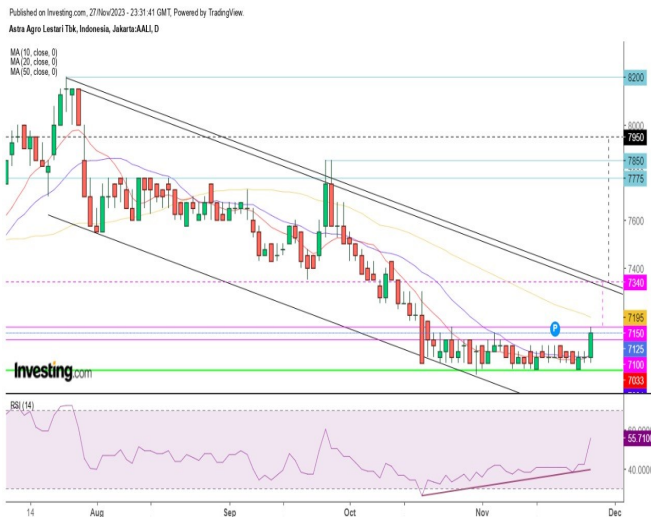 Published on Investing.com, 27/Nov/2023 - 23:31:41 GMT, Powered by TradingView.
Astra Agro Lestari Tbk, Indonesia, Jakarta:AALI, D
MA (10, close, 0)
MA (20, close, 0)
MA (50, close, 0)
8200
8000
7950
7850
7775
7600
7400
7340
7195
P
7150
7125
7100
Investing.com
7033
RSI (14)
55.7100
40.0000
14 Aug Sep Oct Nov Dec